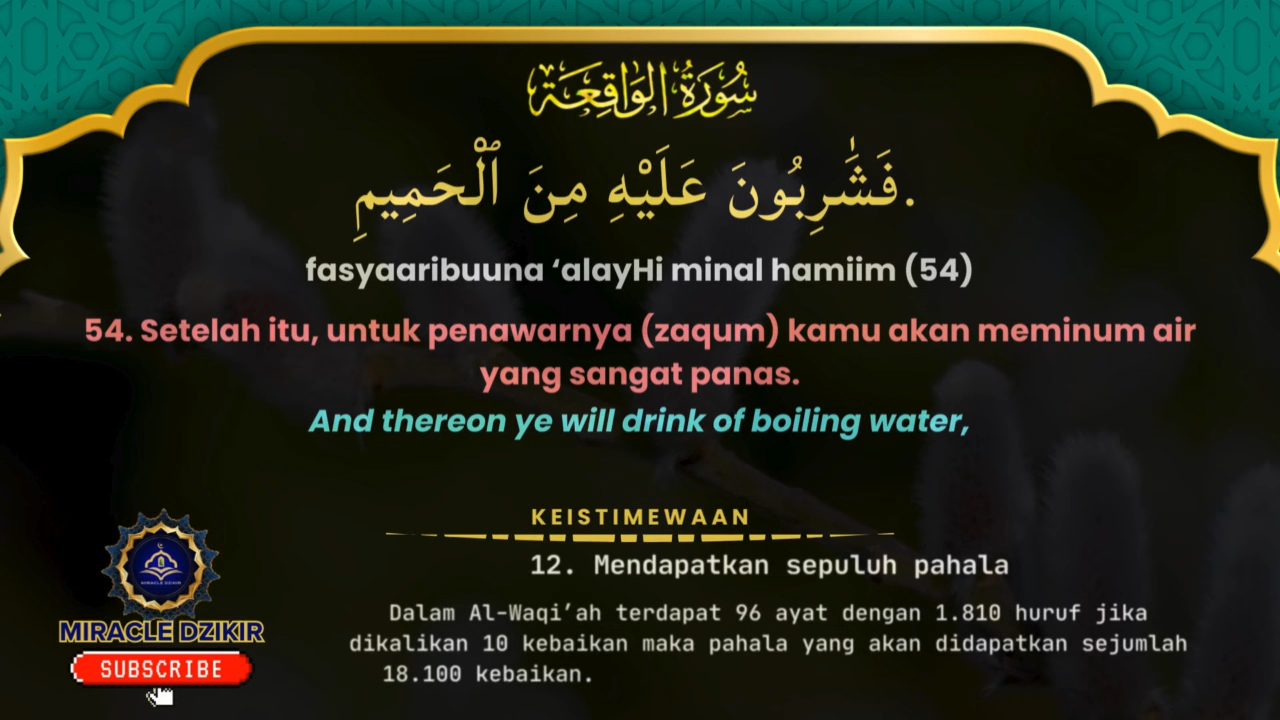 سُورَةُ الوَاقِعَة
فَشَٰرِبُونَ عَلَيْهِ مِنَ ٱلْحَمِيمِ.
fasyaaribuuna ‘alayHi minal hamiim (54)
54. Setelah itu, untuk penawarnya (zaqum) kamu akan meminum air
yang sangat panas.
And thereon ye will drink of boiling water,
KEISTIMEWAAN
12. Mendapatkan sepuluh pahala
Dalam Al-Waqi’ah terdapat 96 ayat dengan 1.810 huruf jika
dikalikan 10 kebaikan maka pahala yang akan didapatkan sejumlah
18.100 kebaikan.
MIRACLE DZIKIR
MIRACLE DZIKIR
SUBSCRIBE